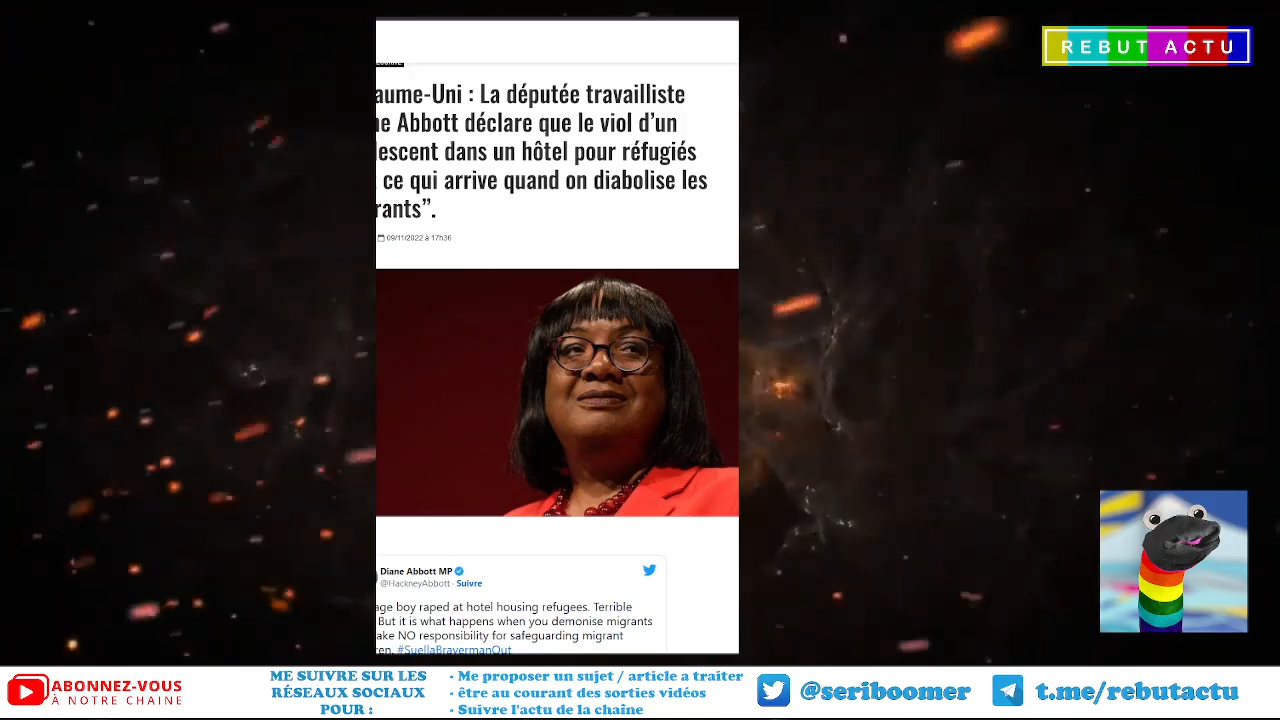 REBUT ACTU
aume-Uni : La députée travailliste
ne Abbott déclare que le viol d’un
lescent dans un hôtel pour réfugiés
ce qui arrive quand on diabolise les
rants”.
09/11/2022 à 17h36
Diane Abbott MP
@HackneyAbbott · Suivre
age boy raped at hotel housing refugees. Terrible
But it is what happens when you demonise migrants
ake NO responsibility for safeguarding migrant
ren, #SuellaBravermanOut
ABONNEZ-VOUS
À NOTRE CHAINE
ME SUIVRE SUR LES
RÉSEAUX SOCIAUX
POUR :
- Me proposer un sujet / article a traiter
- être au courant des sorties vidéos
- Suivre l'actu de la chaîne
@seriboomer
t.me/rebutactu